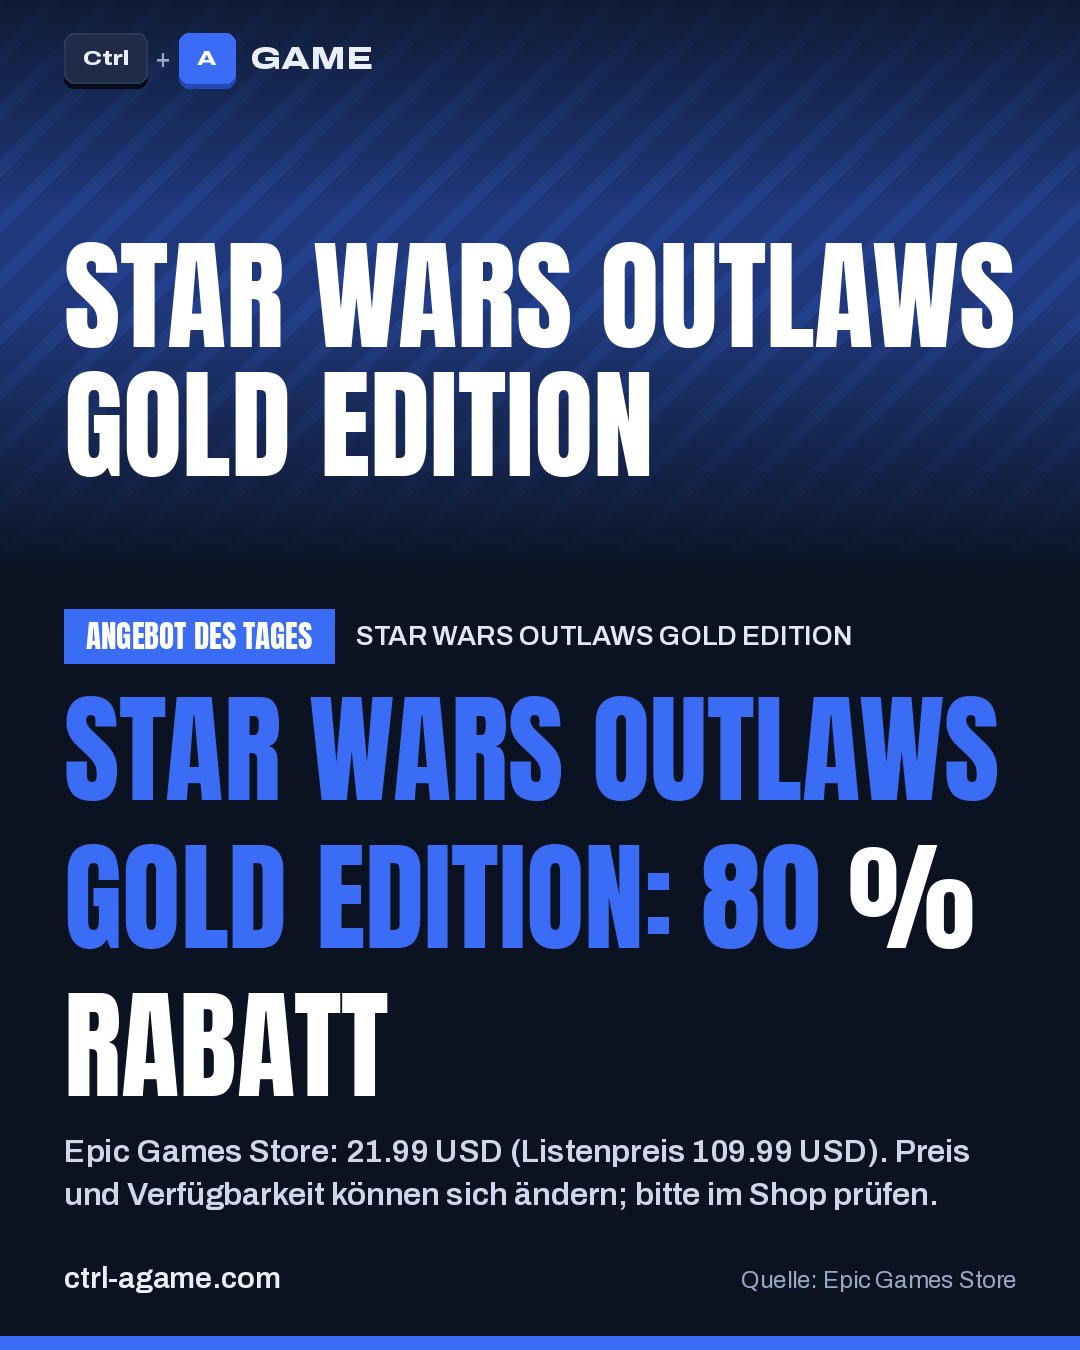 Ctrl + A GAME
STAR WARS OUTLAWS
GOLD EDITION
ANGEBOT DES TAGES STAR WARS OUTLAWS GOLD EDITION
STAR WARS OUTLAWS
GOLD EDITION: 80 %
RABATT
Epic Games Store: 21.99 USD (Listenpreis 109.99 USD). Preis
und Verfügbarkeit können sich ändern; bitte im Shop prüfen.
ctrl-agame.com Quelle: Epic Games Store